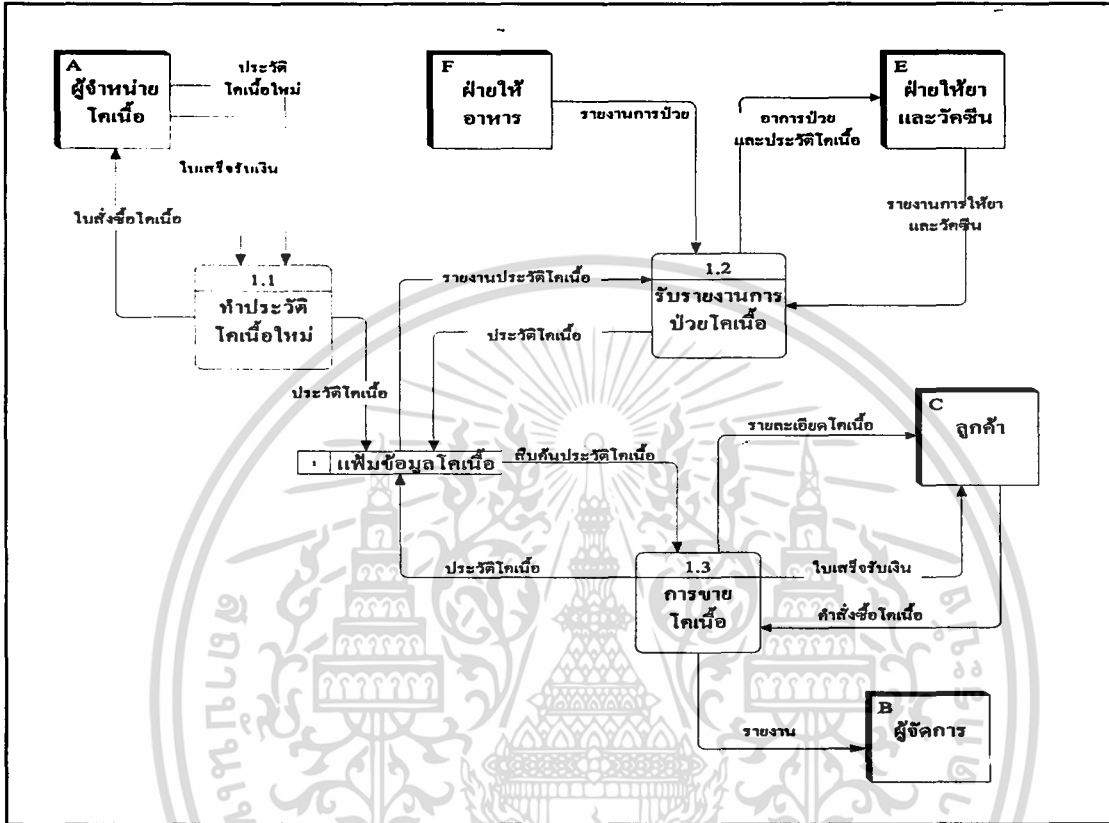 A
ผู้จำหน่าย
โคเนื้อ
ประวัติ
โคเนื้อใหม่
F
ฝ่ายให้
อาหาร
รายงานการป่วย
E
ฝ่ายให้ยา
และวัคซีน
อาการป่วย
และประวัติโคเนื้อ
ใบเสร็จรับเงิน
ใบสั่งซื้อโคเนื้อ
รายงานการให้ยา
และวัคซีน
1.1
ทำประวัติ
โคเนื้อใหม่
รายงานประวัติโคเนื้อ
1.2
รับรายงานการ
ป่วยโคเนื้อ
ประวัติโคเนื้อ
ประวัติโคเนื้อ
C
ลูกค้า
รายละเอียดโคเนื้อ
1 แฟ้มข้อมูลโคเนื้อ
สืบค้นประวัติโคเนื้อ
ประวัติโคเนื้อ
1.3
การขาย
โคเนื้อ
ใบเสร็จรับเงิน
คำสั่งซื้อโคเนื้อ
B
ผู้จัดการ
รายงาน